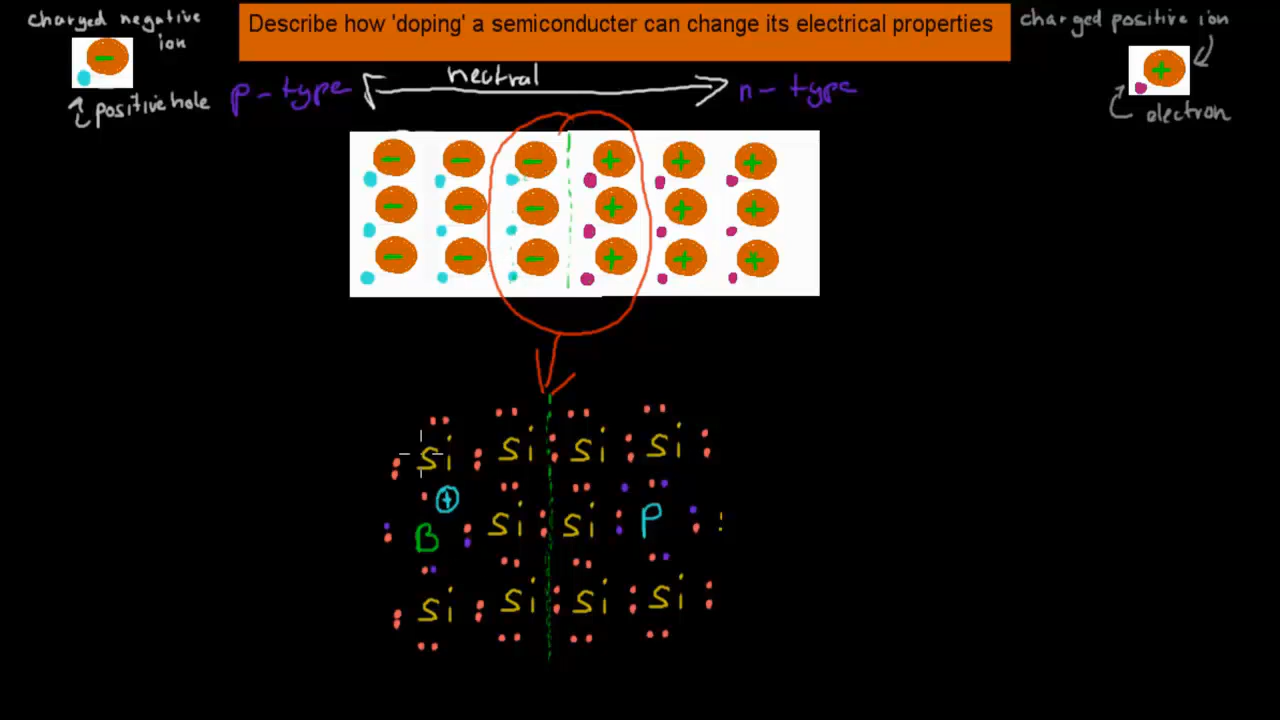 Describe how 'doping' a semiconducter can change its electrical properties
charged negative
ion
−
positive hole
charged positive ion
+
electron
p - type
neutral
n - type
− − − + + +
− − − + + +
− − − + + +
Si Si Si Si
+
B Si Si P
Si Si Si Si